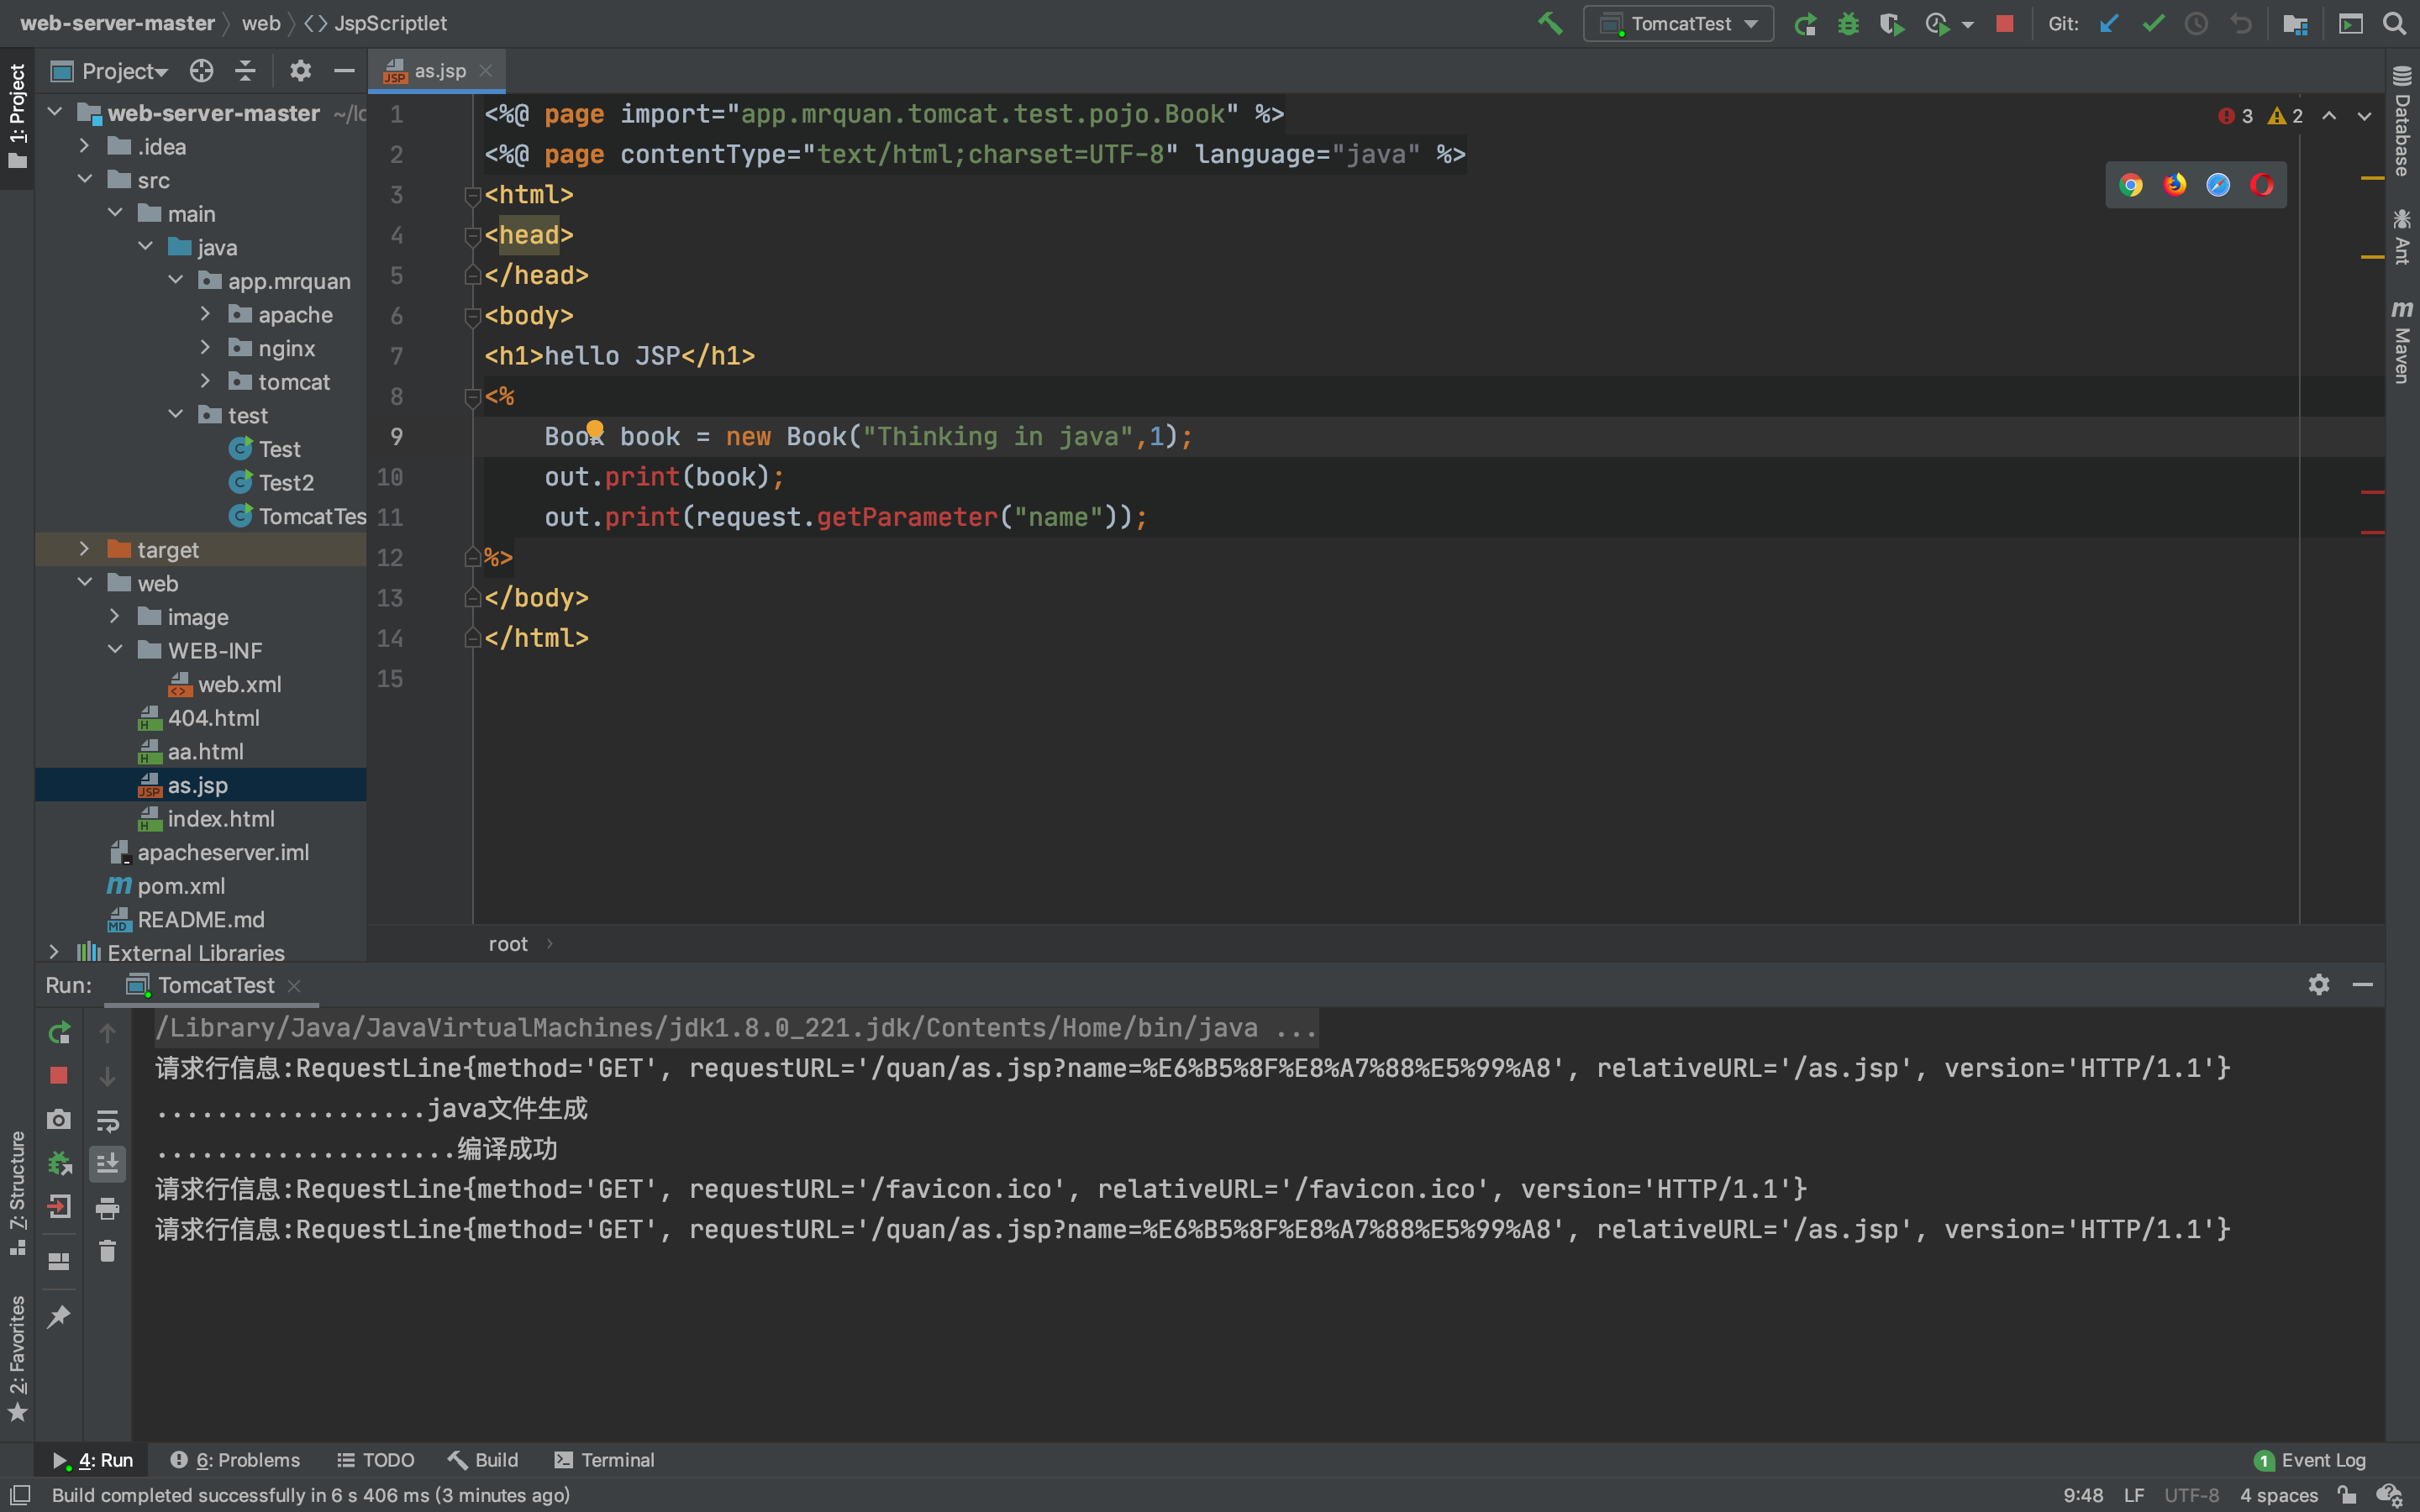 web-server-master
web
JspScriptlet
TomcatTest
Git:
1: Project
Project
as.jsp
web-server-master ~/lo
.idea
src
main
java
app.mrquan
apache
nginx
tomcat
test
Test
Test2
TomcatTes
target
web
image
WEB-INF
web.xml
404.html
aa.html
as.jsp
index.html
apacheserver.iml
pom.xml
README.md
External Libraries
1 <%@ page import="app.mrquan.tomcat.test.pojo.Book" %>
2 <%@ page contentType="text/html;charset=UTF-8" language="java" %>
3 <html>
4 <head>
5 </head>
6 <body>
7 <h1>hello JSP</h1>
8 <%
9 Book book = new Book("Thinking in java",1);
10 out.print(book);
11 out.print(request.getParameter("name"));
12 %>
13 </body>
14 </html>
15
3 2
Database
Ant
Maven
root
Run: TomcatTest
/Library/Java/JavaVirtualMachines/jdk1.8.0_221.jdk/Contents/Home/bin/java ...
请求行信息:RequestLine{method='GET', requestURL='/quan/as.jsp?name=%E6%B5%8F%E8%A7%88%E5%99%A8', relativeURL='/as.jsp', version='HTTP/1.1'}
..................java文件生成
....................编译成功
请求行信息:RequestLine{method='GET', requestURL='/favicon.ico', relativeURL='/favicon.ico', version='HTTP/1.1'}
请求行信息:RequestLine{method='GET', requestURL='/quan/as.jsp?name=%E6%B5%8F%E8%A7%88%E5%99%A8', relativeURL='/as.jsp', version='HTTP/1.1'}
7: Structure
2: Favorites
4: Run
6: Problems
TODO
Build
Terminal
1 Event Log
Build completed successfully in 6 s 406 ms (3 minutes ago)
9:48 LF UTF-8 4 spaces